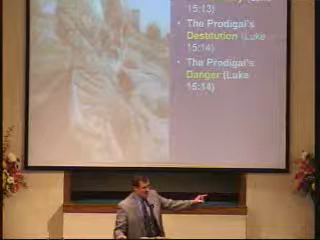 15:13)
• The Prodigal's
Destitution (Luke
15:14)
• The Prodigal's
Danger (Luke
15:14)